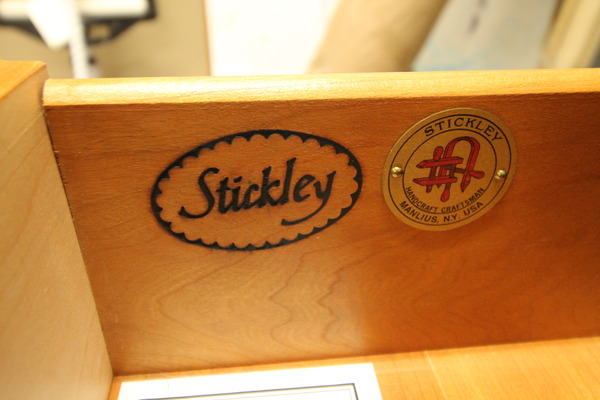 Stickley
STICKLEY
HANDCRAFT CRAFTSMAN
MANLIUS, N.Y. USA